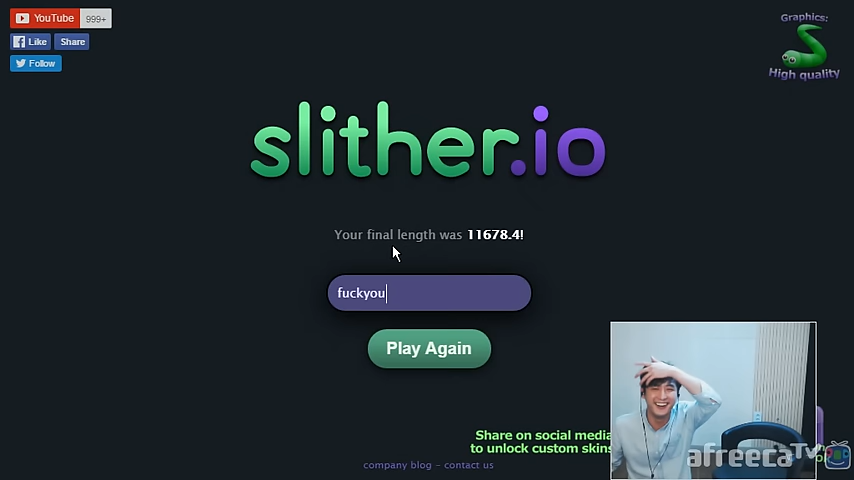 YouTube 999+
Like Share
Follow
Graphics:
High quality
slither.io
Your final length was 11678.4!
fuckyou
Play Again
Share on social media
to unlock custom skins
afreecaTV
company blog - contact us